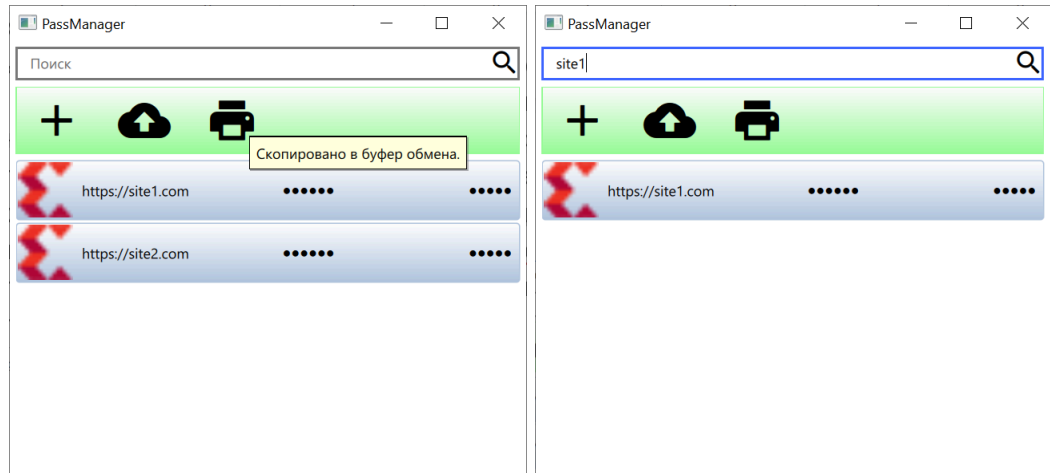 PassManager
Поиск
Скопировано в буфер обмена.
https://site1.com •••••• •••••
https://site2.com •••••• •••••
PassManager
site1
https://site1.com •••••• •••••